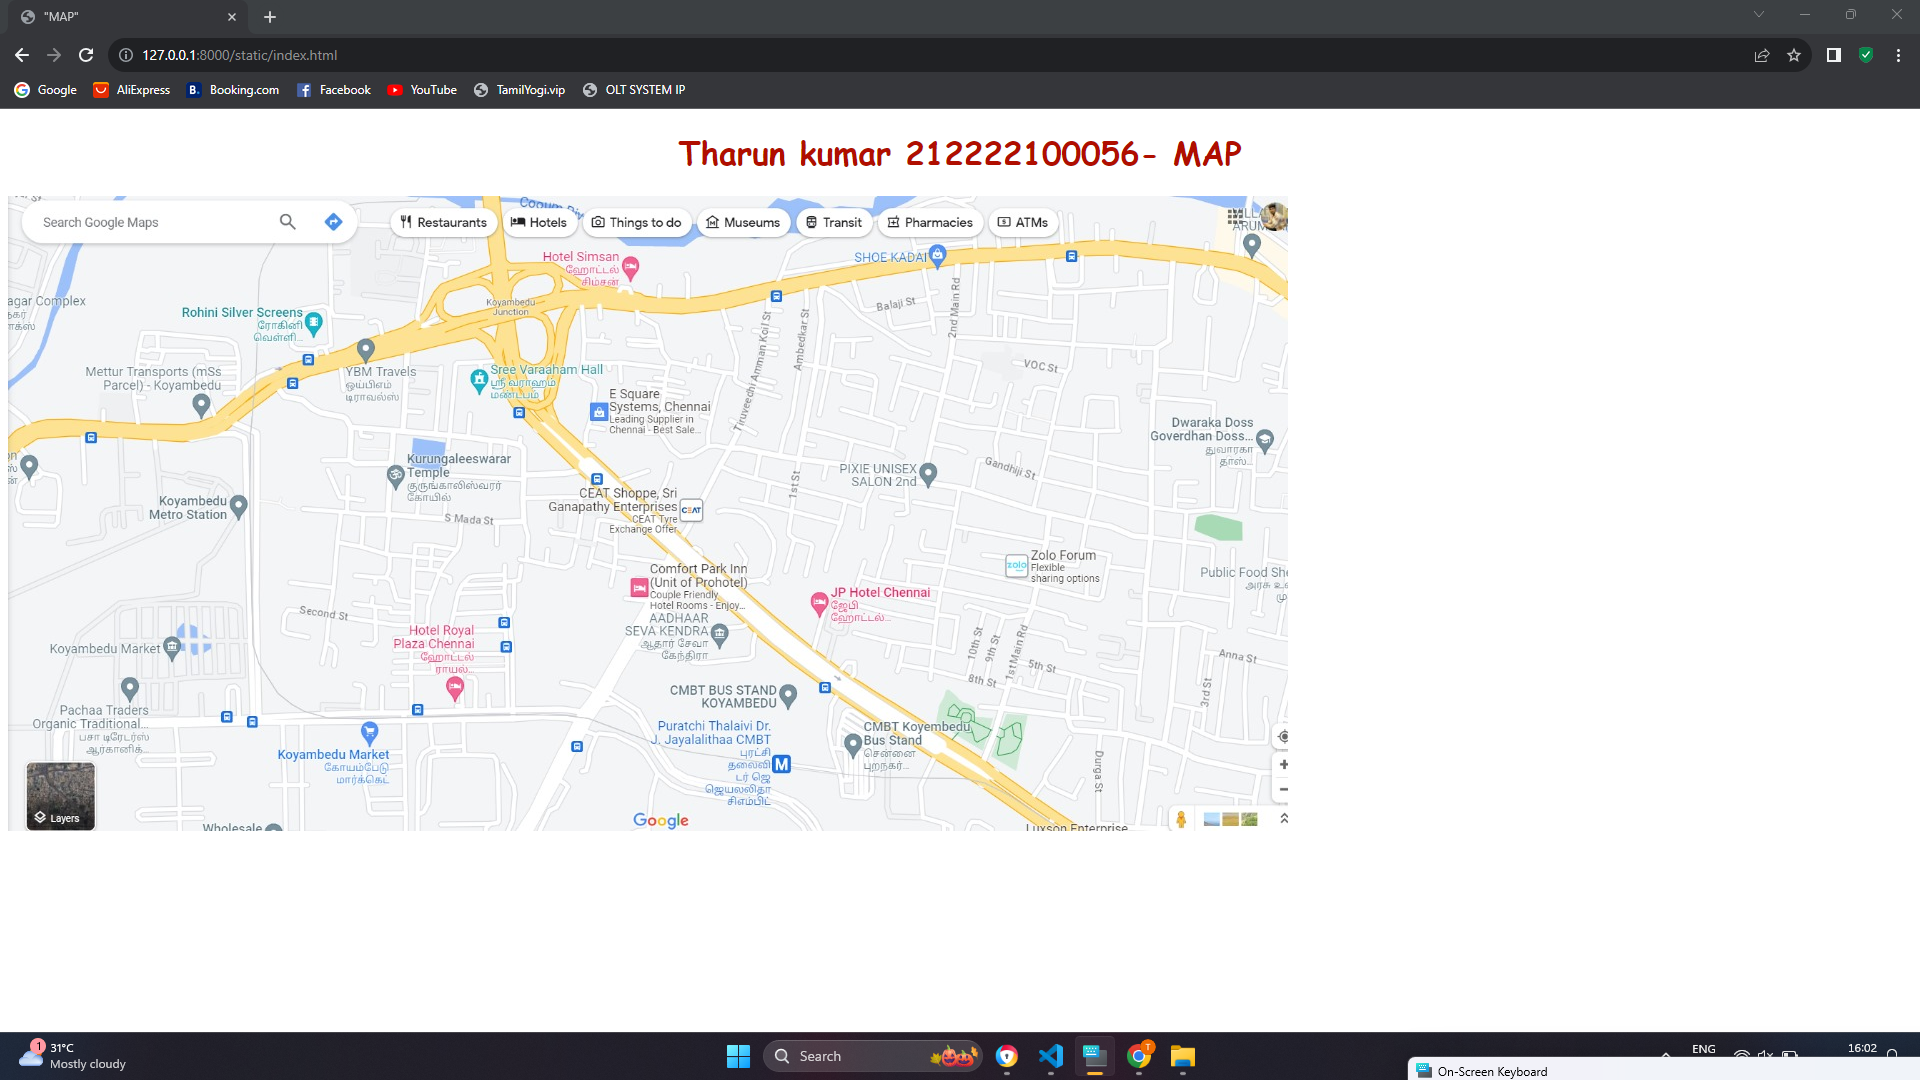 "MAP"
127.0.0.1:8000/static/index.html
Google
AliExpress
Booking.com
Facebook
YouTube
TamilYogi.vip
OLT SYSTEM IP
Tharun kumar 212222100056- MAP
Search Google Maps
Restaurants
Hotels
Things to do
Museums
Transit
Pharmacies
ATMs
Hotel Simsan
ஹோட்டல்
சிம்சன்
SHOE KADAI
agar Complex
Koyambedu
Junction
Rohini Silver Screens
ரோகினி
வெள்ளி...
Balaji St
2nd Main Rd
Ambedkar St
Tiruveedhi Amman Koil St
VOC St
Mettur Transports (mSs
Parcel) - Koyambedu
YBM Travels
ஒய்பிஎம்
டிராவல்ஸ்
Sree Varaaham Hall
ஸ்ரீ வராஹம்
மண்டபம்
E Square
Systems, Chennai
Leading Supplier in
Chennai - Best Sale...
Dwaraka Doss
Goverdhan Doss...
துவாரகா
தாஸ்...
Kurungaleeswarar
Temple
குருங்காலிஸ்வரர்
கோயில்
PIXIE UNISEX
SALON 2nd
Gandhiji St
1st St
Koyambedu
Metro Station
S Mada St
CEAT Shoppe, Sri
Ganapathy Enterprises
CEAT Tyre
Exchange Offer
CEAT
Zolo Forum
Flexible
sharing options
zolo
Comfort Park Inn
(Unit of Prohotel)
Couple Friendly
Hotel Rooms - Enjoy...
JP Hotel Chennai
ஜேபி
ஹோட்டல்...
Public Food She
அரசு உ
Second St
AADHAAR
SEVA KENDRA
ஆதார் சேவா
கேந்திரா
Hotel Royal
Plaza Chennai
ஹோட்டல்
ராயல்...
Koyambedu Market
10th St
9th St
1st Main Rd
5th St
8th St
Anna St
3rd St
Pachaa Traders
Organic Traditional...
பசா டிரேடர்ஸ்
ஆர்கானிக்...
CMBT BUS STAND
KOYAMBEDU
Puratchi Thalaivi Dr.
J. Jayalalithaa CMBT
புரட்சி
தலைவி
டர் ஜெ
ஜெயலலிதா
சிஎம்பிட்
M
CMBT Koyembedu
Bus Stand
சென்னை
புறநகர்...
Koyambedu Market
கோயம்பேடு
மார்க்கெட்
Durga St
Layers
Wholesale
Google
Luxson Enterprise
1
31°C
Mostly cloudy
Search
T
ENG
16:02
On-Screen Keyboard